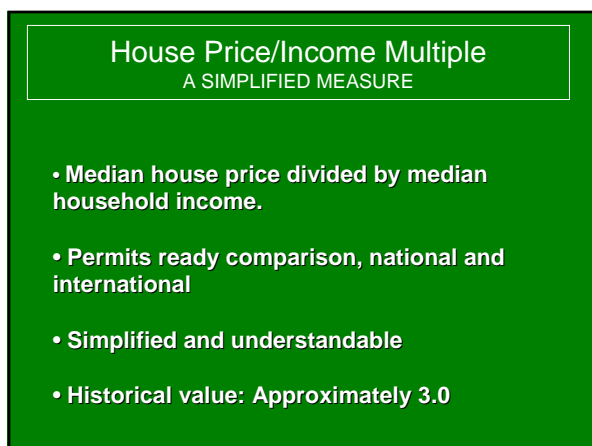 House Price/Income Multiple
A SIMPLIFIED MEASURE
• Median house price divided by median
household income.
• Permits ready comparison, national and
international
• Simplified and understandable
• Historical value: Approximately 3.0